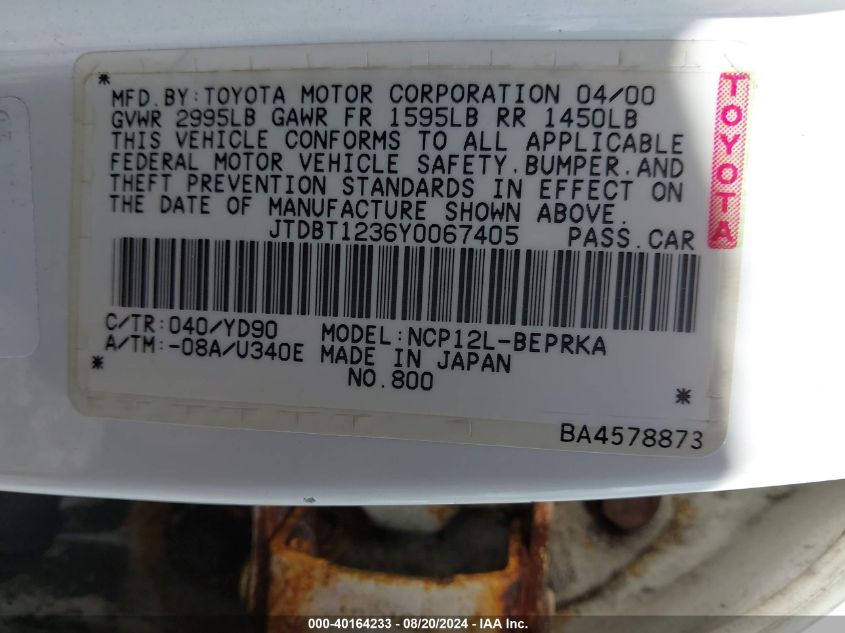 *
MFD.BY:TOYOTA MOTOR CORPORATION 04/00
GVWR 2995LB GAWR FR 1595LB RR 1450LB
THIS VEHICLE CONFORMS TO ALL APPLICABLE
FEDERAL MOTOR VEHICLE SAFETY,BUMPER,AND
THEFT PREVENTION STANDARDS IN EFFECT ON
THE DATE OF MANUFACTURE SHOWN ABOVE.
JTDBT1236Y0067405 PASS.CAR
TOYOTA
C/TR:040/YD90 MODEL:NCP12L-BEPRKA
A/TM:-08A/U340E MADE IN JAPAN
* NO.800 *
BA4578873
000-40164233 - 08/20/2024 - IAA Inc.